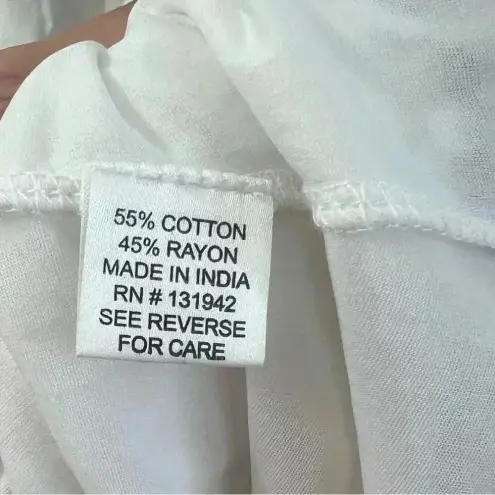 55% COTTON
45% RAYON
MADE IN INDIA
RN # 131942
SEE REVERSE
FOR CARE